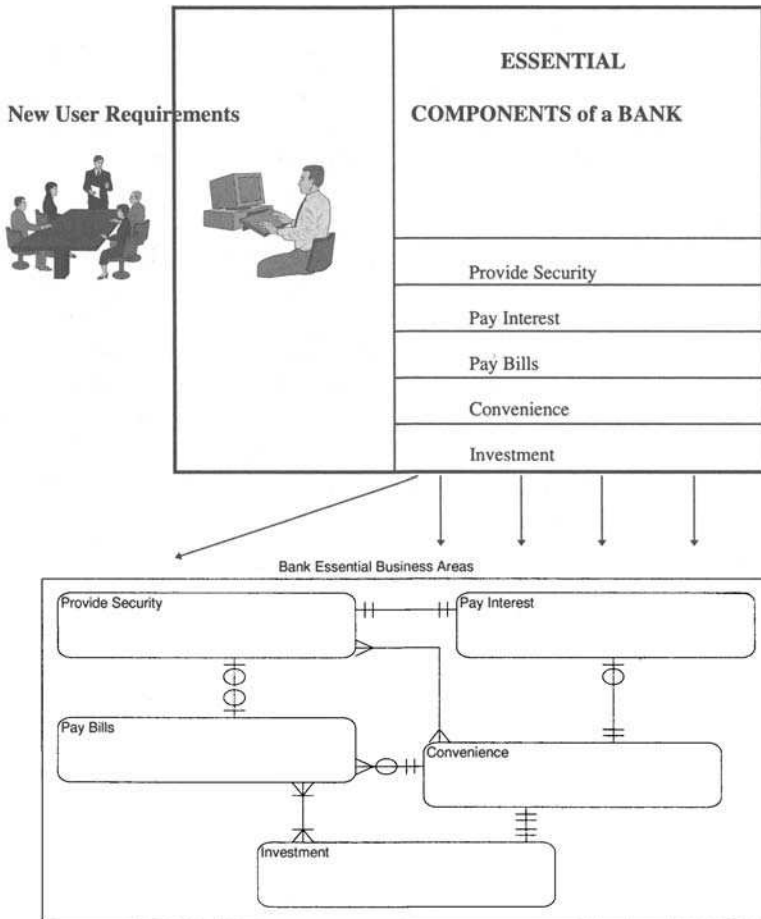 ESSENTIAL
New User Requirements
COMPONENTS of a BANK
Provide Security
Pay Interest
Pay Bills
Convenience
Investment
Bank Essential Business Areas
Provide Security
Pay Interest
Pay Bills
Convenience
Investment